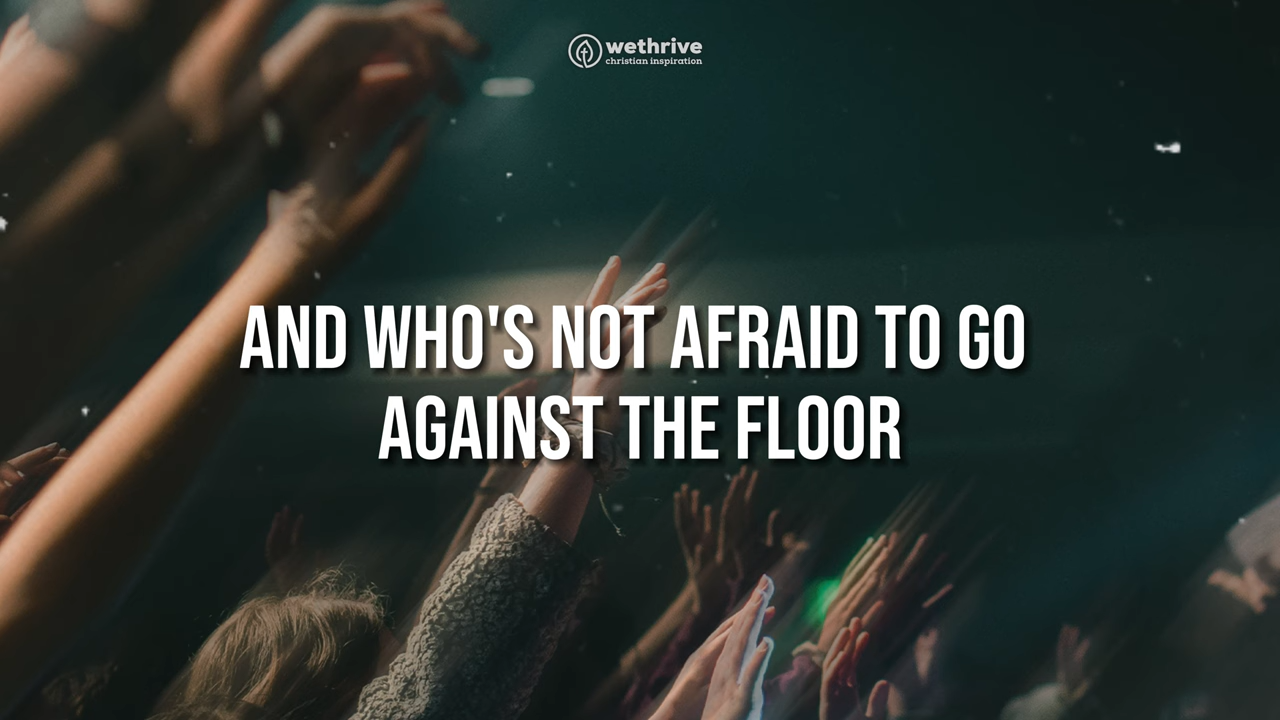 wethrive
christian inspiration
AND WHO'S NOT AFRAID TO GO
AGAINST THE FLOOR